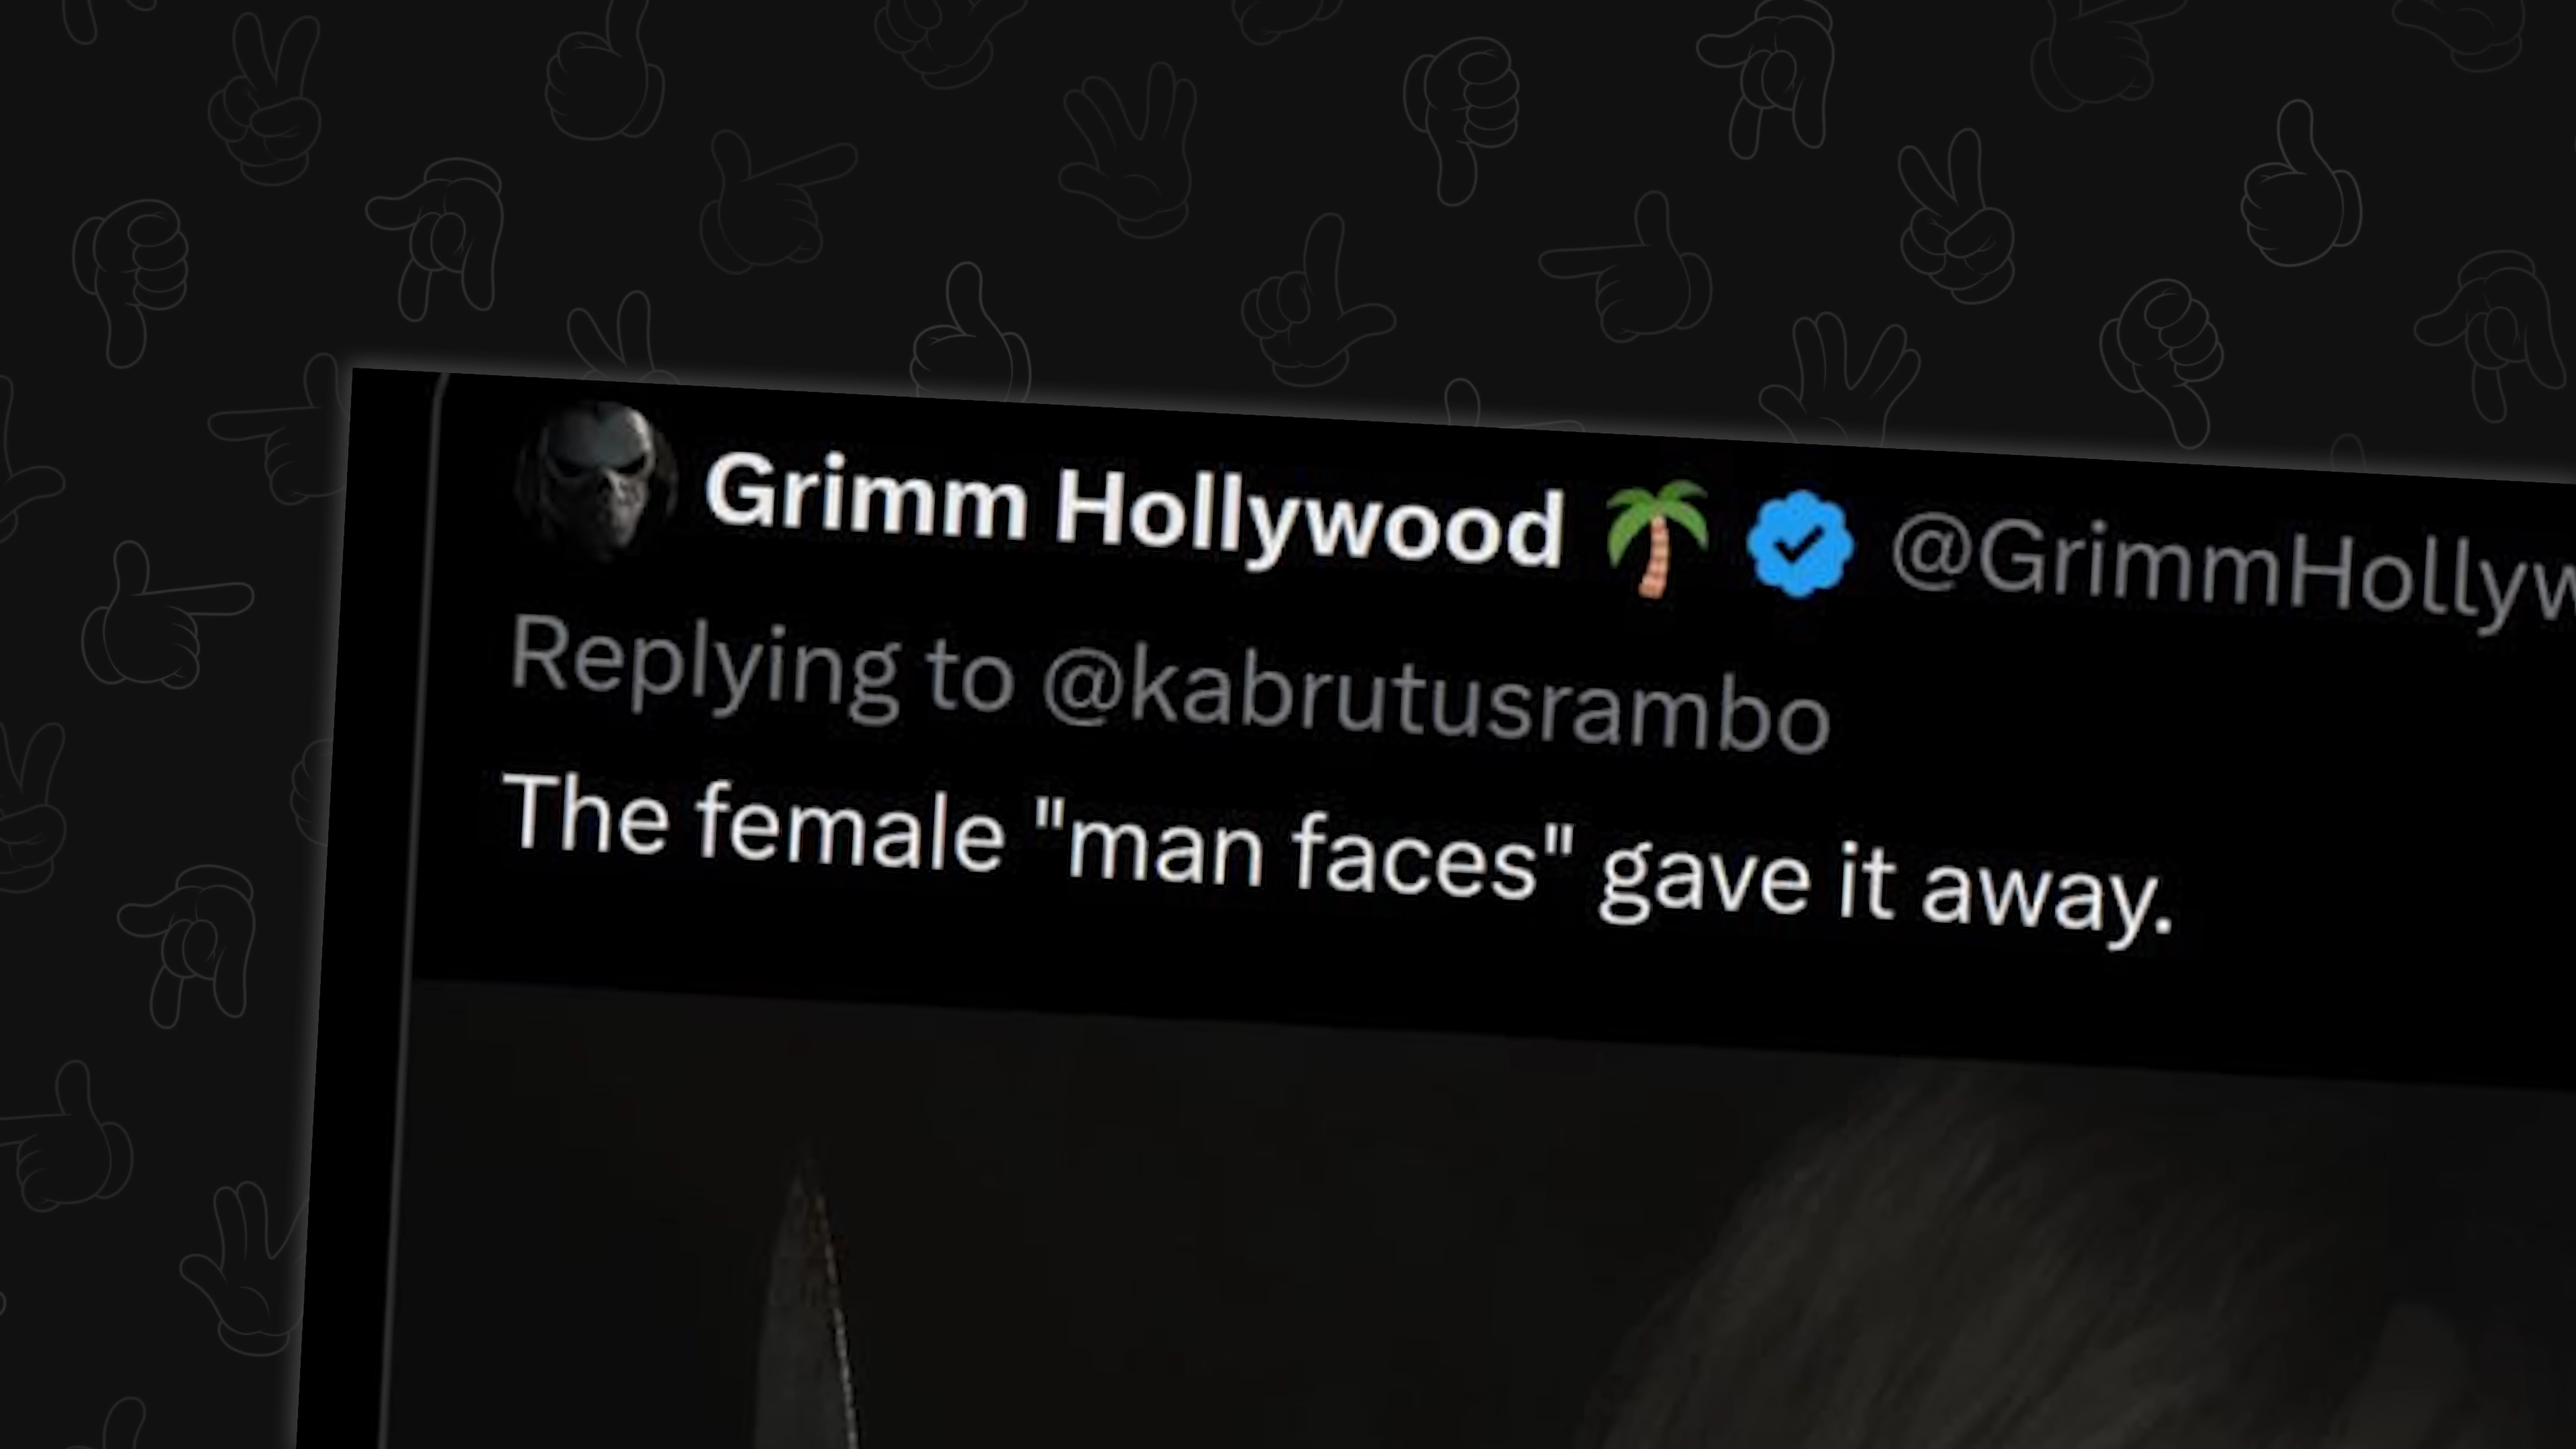 Grimm Hollywood 🌴 @GrimmHollyw
Replying to @kabrutusrambo
The female "man faces" gave it away.